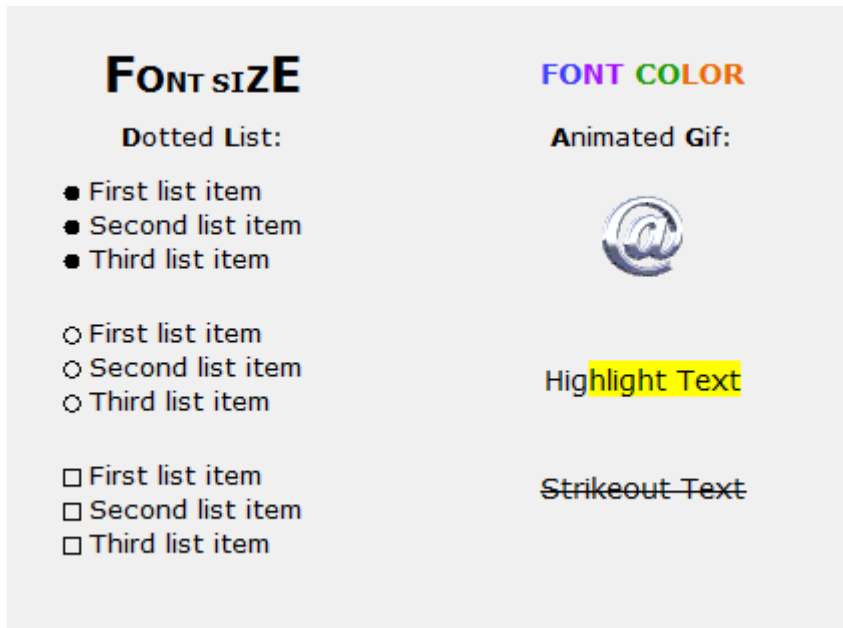 FONT SIZE
Dotted List:
First list item
Second list item
Third list item
First list item
Second list item
Third list item
First list item
Second list item
Third list item
FONT COLOR
Animated Gif:
@
Highlight Text
Strikeout Text